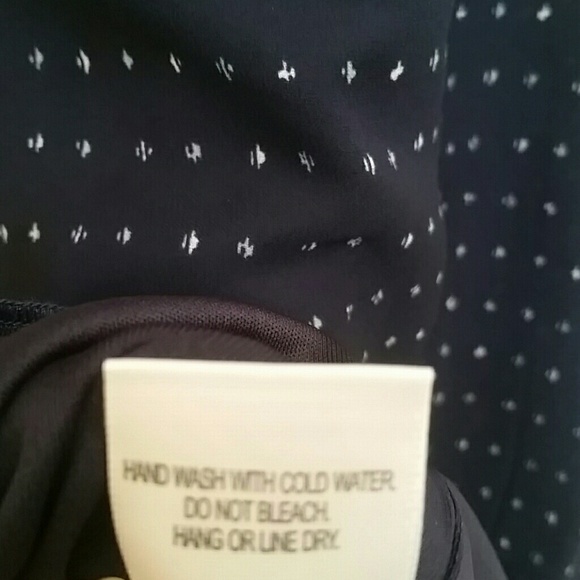 HAND WASH WITH COLD WATER.
DO NOT BLEACH.
HANG OR LINE DRY.